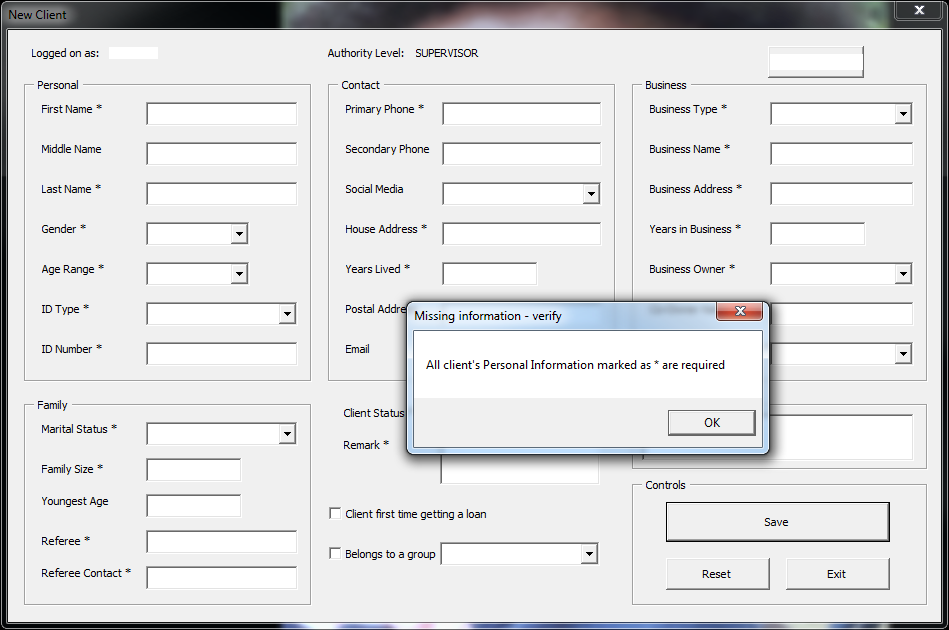 New Client
Logged on as:
Authority Level: SUPERVISOR
Personal
First Name *
Middle Name
Last Name *
Gender *
Age Range *
ID Type *
ID Number *
Contact
Primary Phone *
Secondary Phone
Social Media
House Address *
Years Lived *
Postal Addre
Email
Business
Business Type *
Business Name *
Business Address *
Years in Business *
Business Owner *
Missing information - verify
All client's Personal Information marked as * are required
OK
Family
Marital Status *
Family Size *
Youngest Age
Referee *
Referee Contact *
Client Status
Remark *
Client first time getting a loan
Belongs to a group
Controls
Save
Reset
Exit